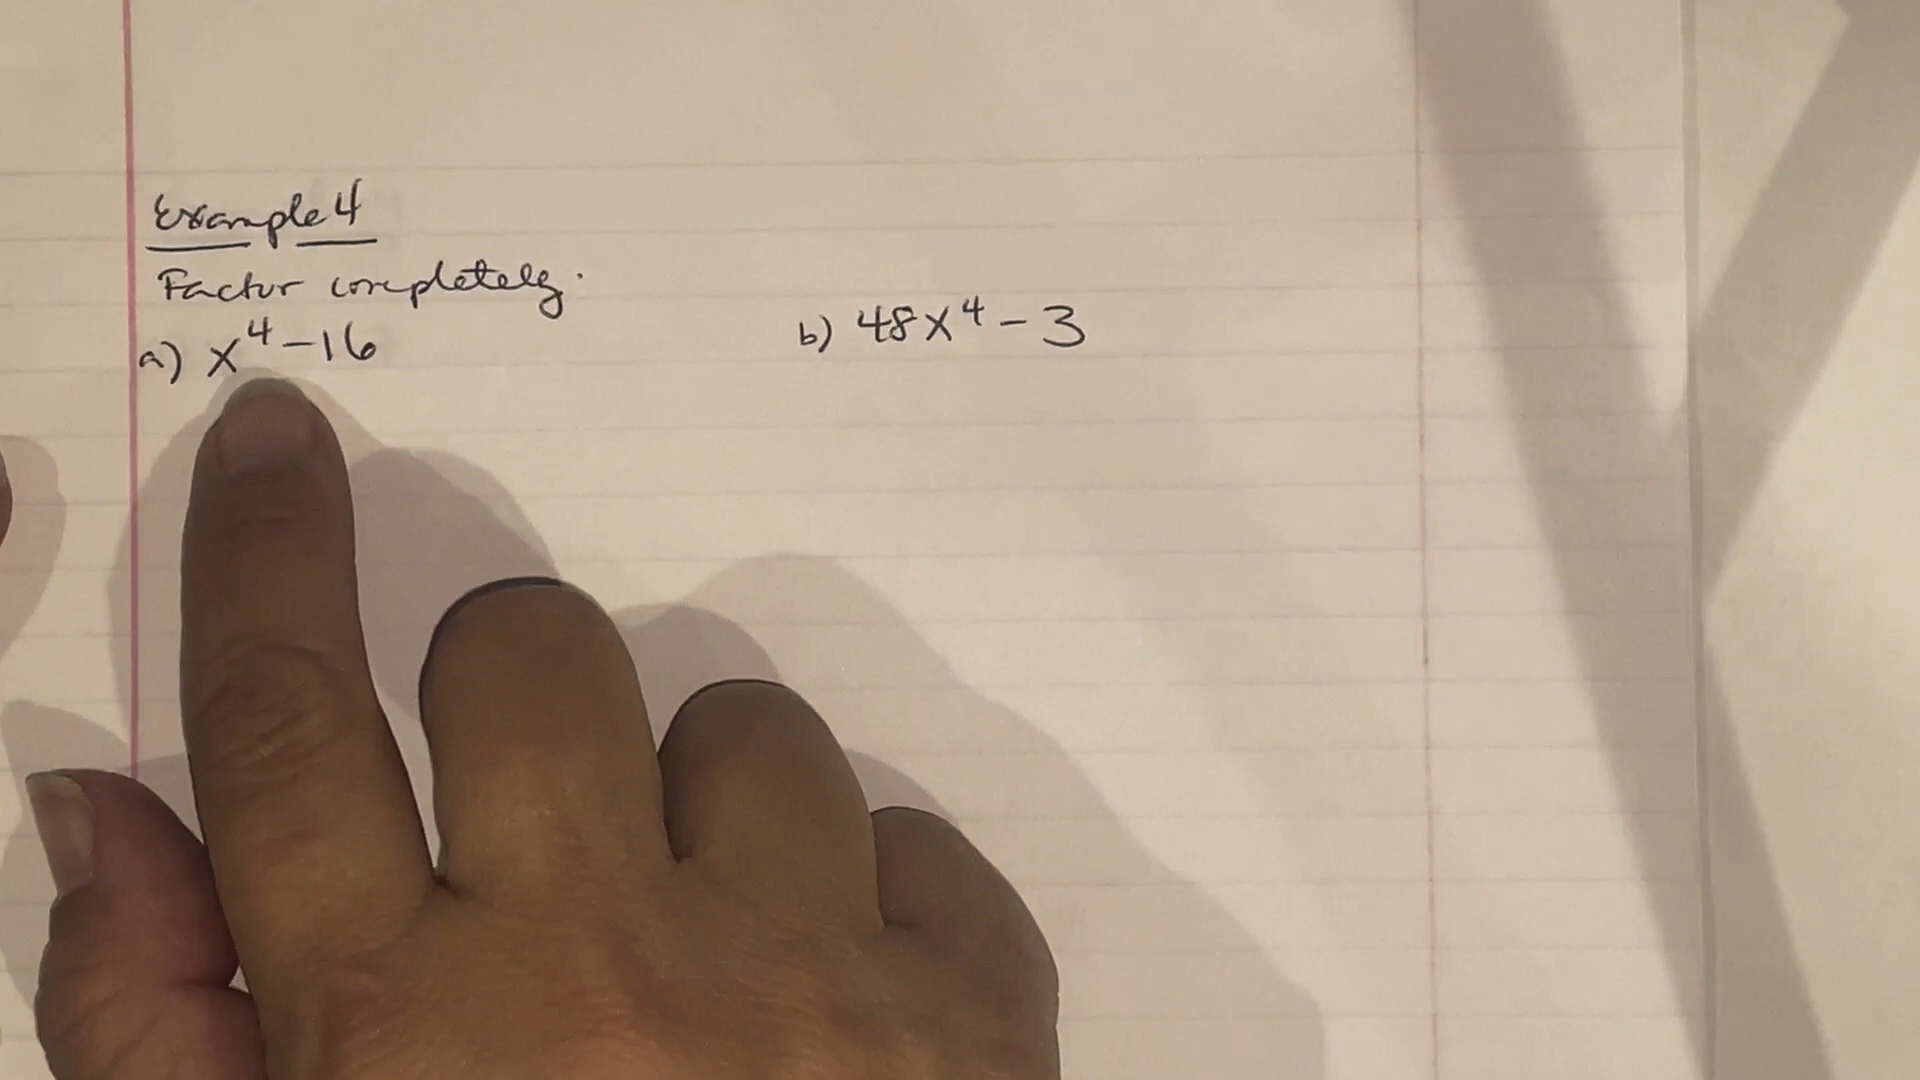 Example 4
Factor completely.
a) x⁴-16
b) 48x⁴-3